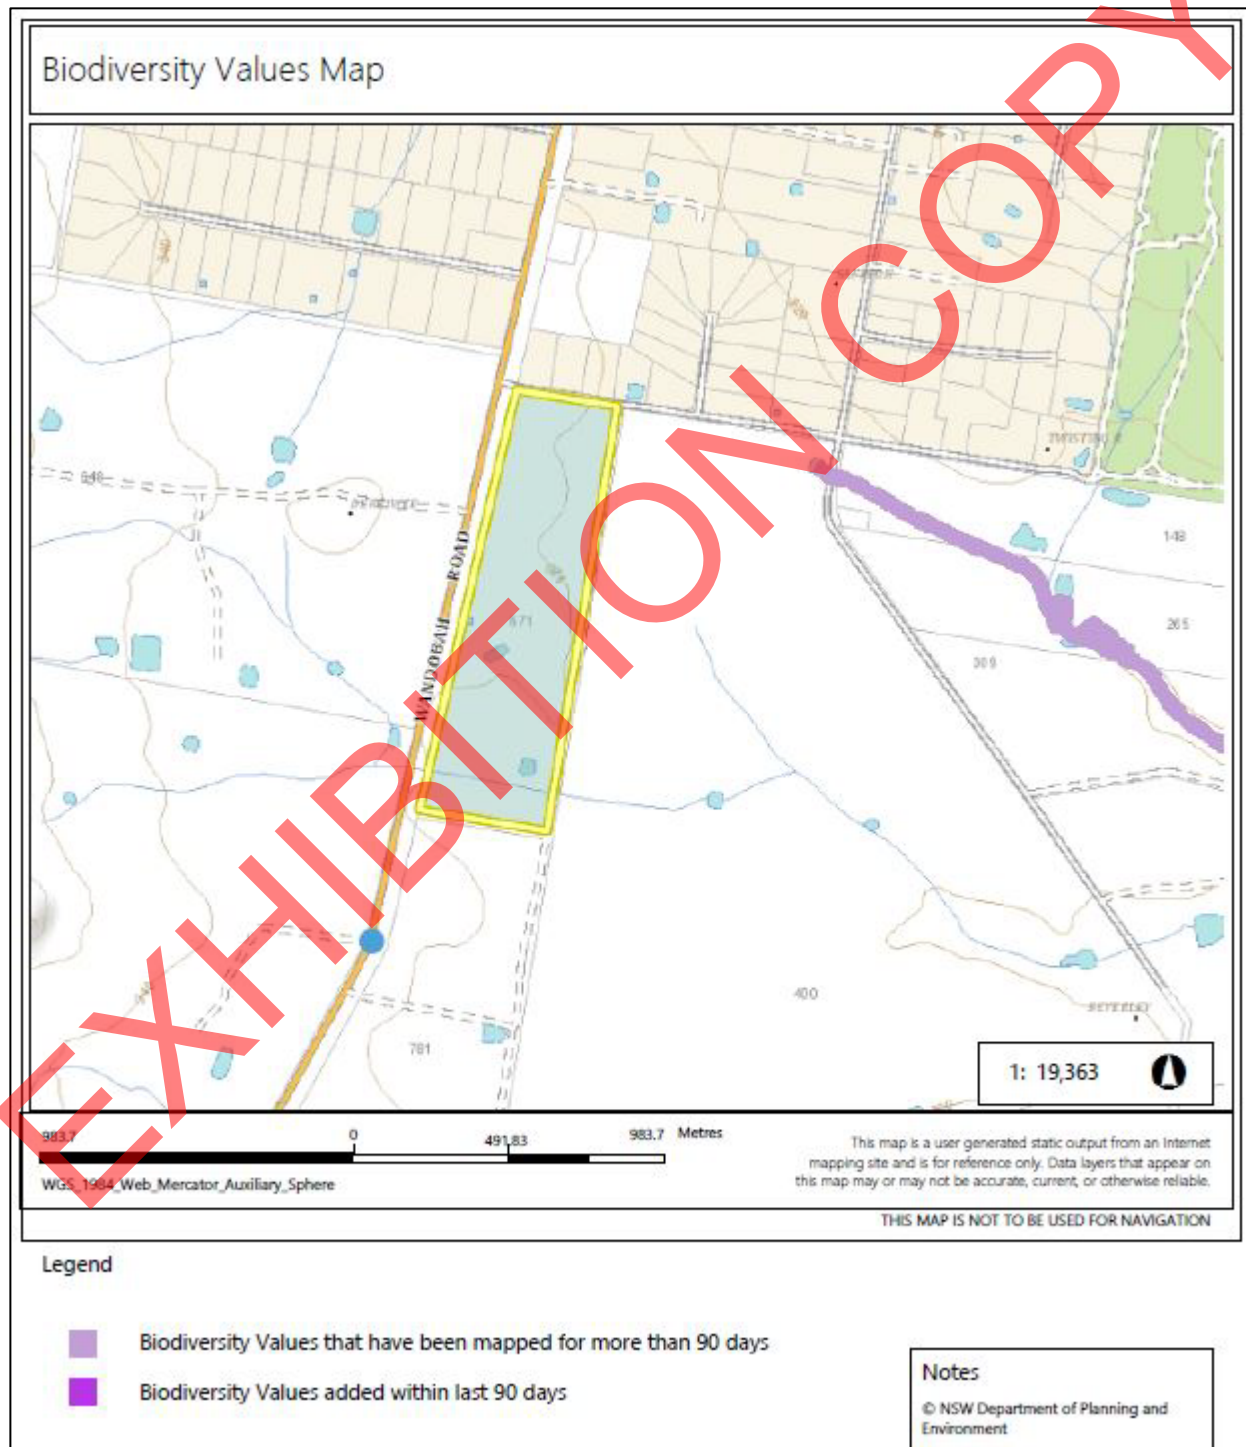 Biodiversity Values Map
EXHIBITION COPY
WANDOBAH ROAD
648
671
148
265
309
400
781
1: 19,363
983.7 0 491.83 983.7 Metres
WGS_1984_Web_Mercator_Auxiliary_Sphere
This map is a user generated static output from an Internet
mapping site and is for reference only. Data layers that appear on
this map may or may not be accurate, current, or otherwise reliable.
THIS MAP IS NOT TO BE USED FOR NAVIGATION
Legend
Biodiversity Values that have been mapped for more than 90 days
Biodiversity Values added within last 90 days
Notes
© NSW Department of Planning and
Environment